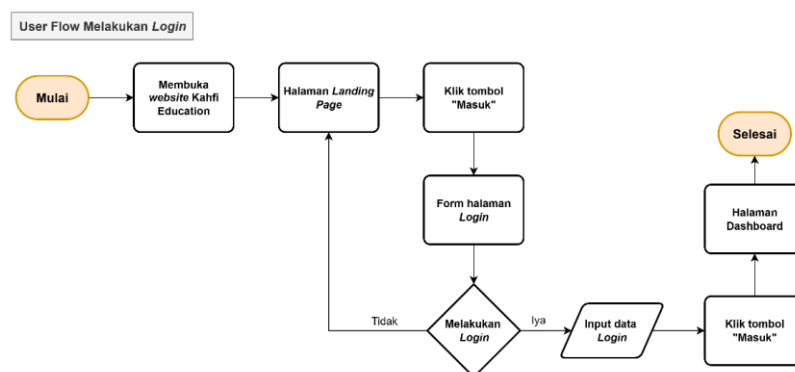 User Flow Melakukan Login
Mulai
Membuka
website Kahfi
Education
Halaman Landing
Page
Klik tombol
"Masuk"
Form halaman
Login
Melakukan
Login
Tidak
Iya
Input data
Login
Klik tombol
"Masuk"
Halaman
Dashboard
Selesai